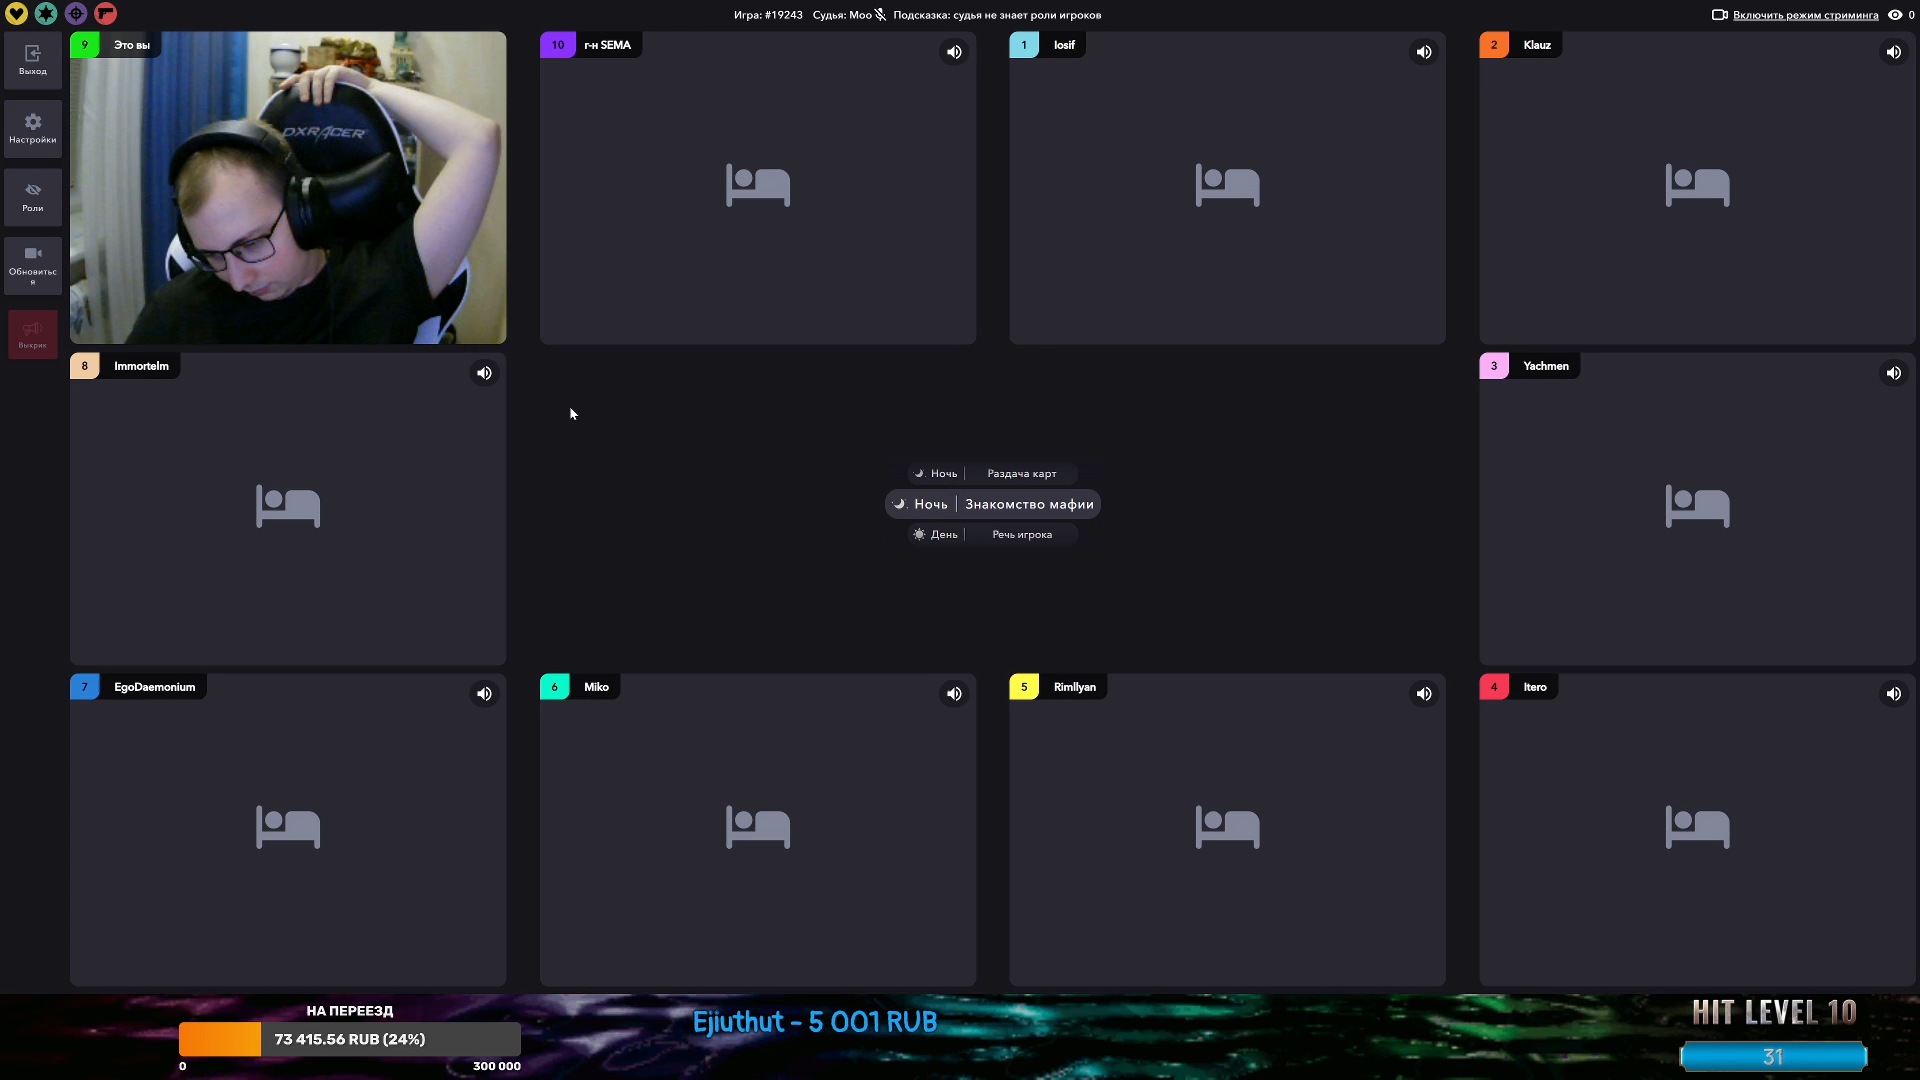 Игра: #19243 Судья: Moo Подсказка: судья не знает роли игроков
Включить режим стриминга 0
Выход
Настройки
Роли
Обновитьс
я
Выкрик
9 Это вы
DXRACER
10 г-н SEMA
1 Iosif
2 Klauz
8 Immortelm
3 Yachmen
Ночь Раздача карт
Ночь Знакомство мафии
День Речь игрока
7 EgoDaemonium
6 Miko
5 Rimllyan
4 Itero
НА ПЕРЕЕЗД
73 415.56 RUB (24%)
0 300 000
Ejiuthut - 5 001 RUB
HIT LEVEL 10
31